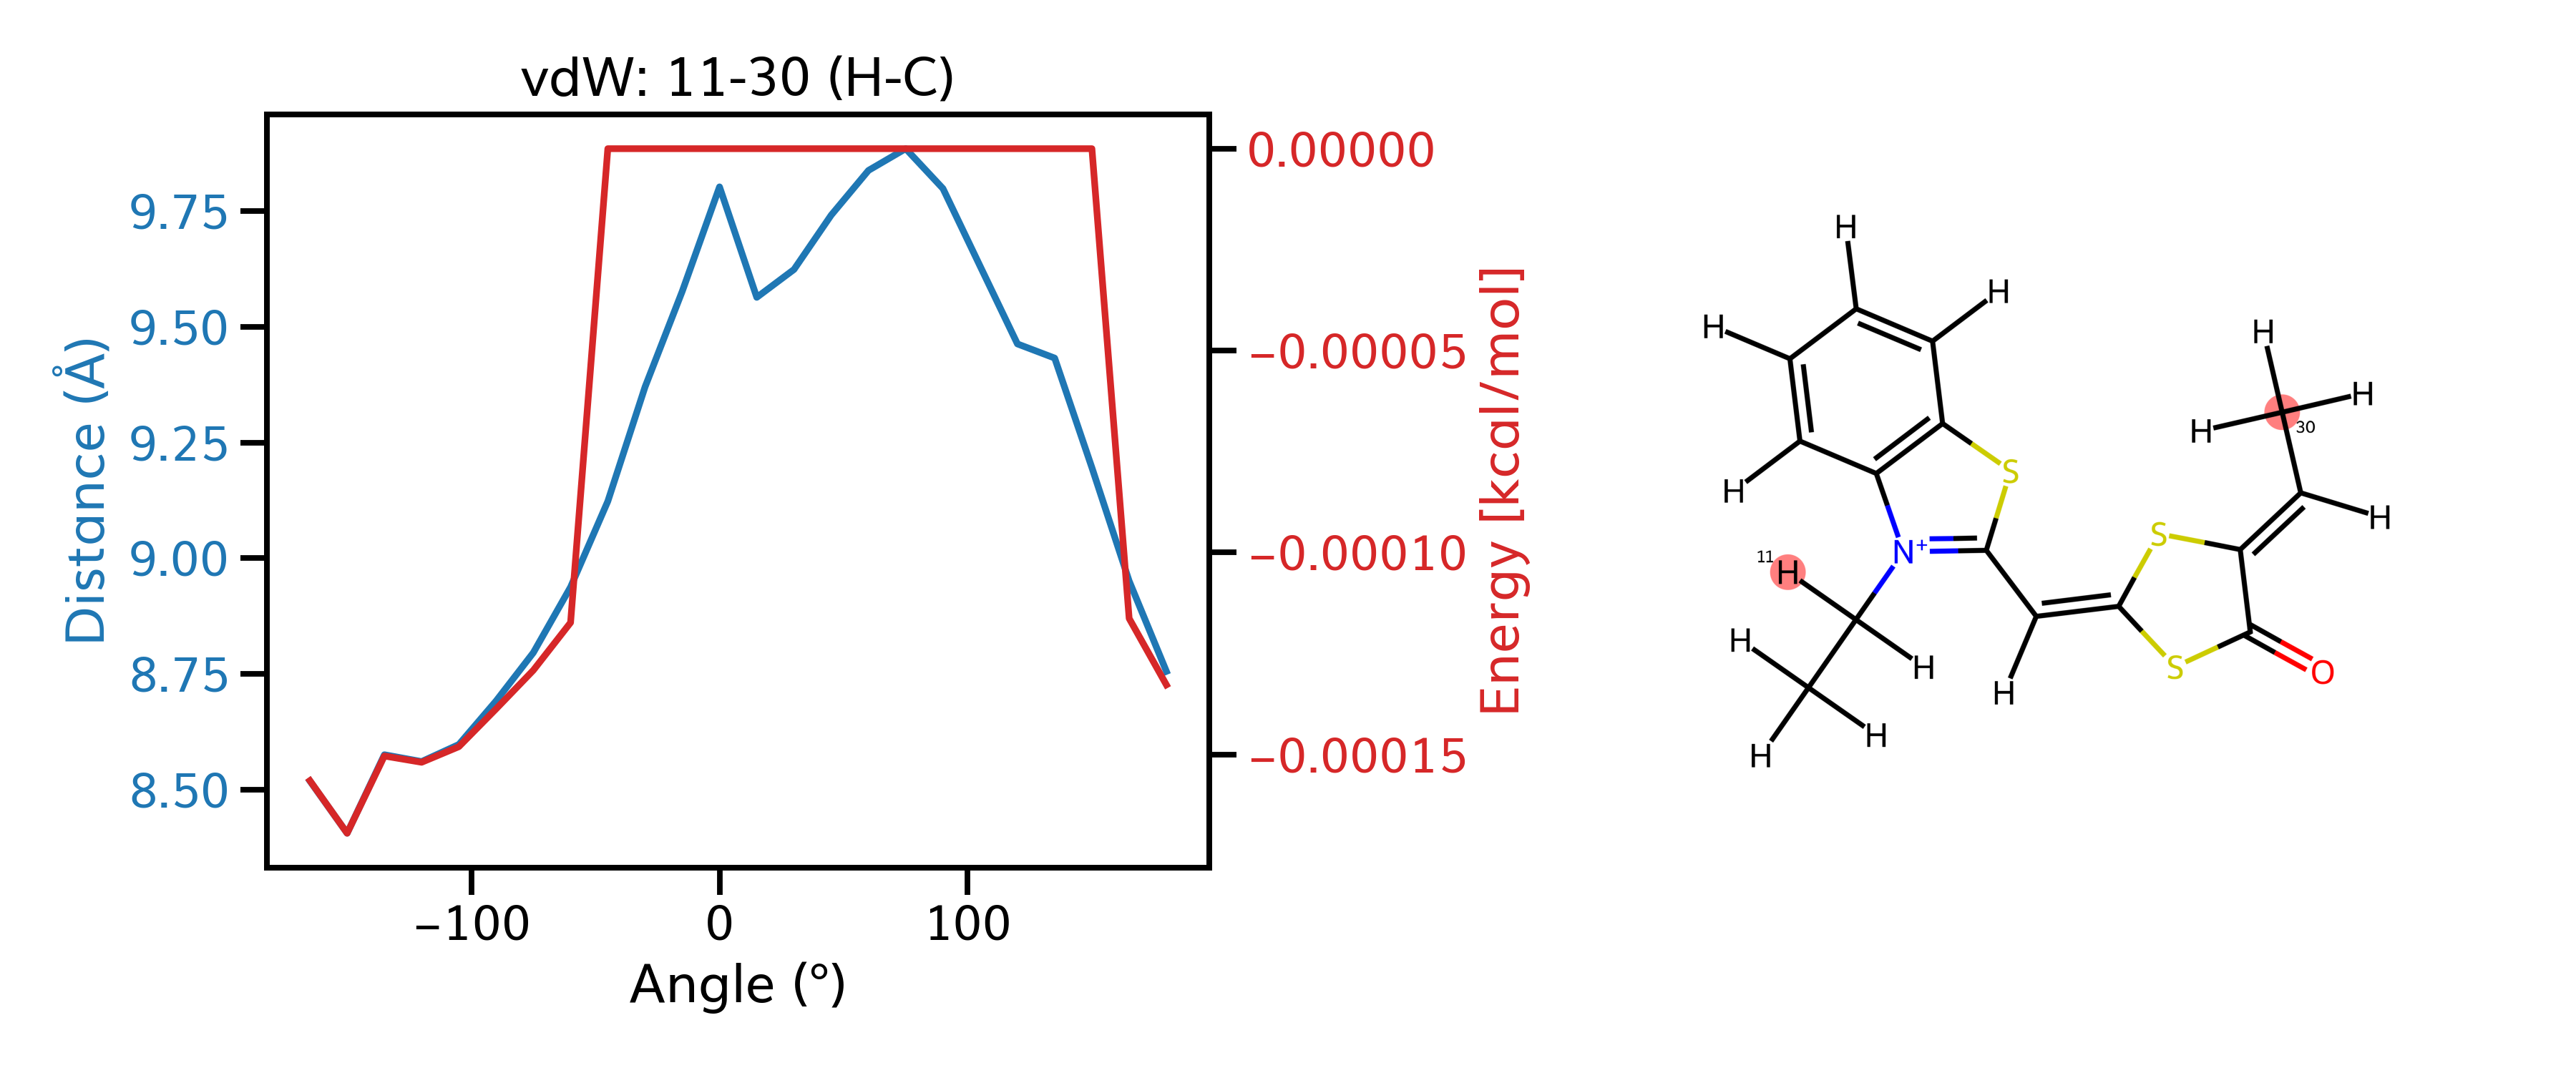 vdW: 11-30 (H-C)
Distance (Å)
9.75
9.50
9.25
9.00
8.75
8.50
−100
0
100
Angle (°)
0.00000
−0.00005
−0.00010
−0.00015
Energy [kcal/mol]
H
H
H
H
H
H
H
30
S
H
H
S
N+
11
H
H
H
S
O
H
H
H